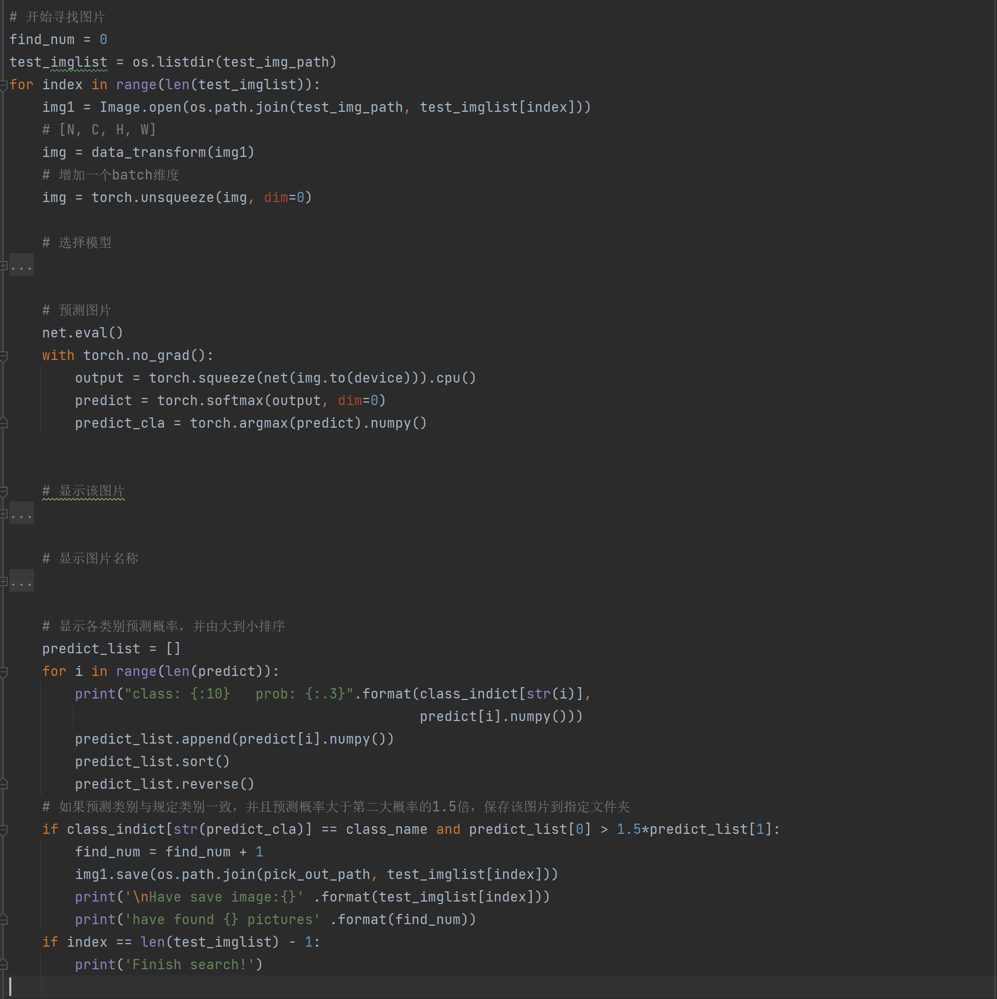 # 开始寻找图片
find_num = 0
test_imglist = os.listdir(test_img_path)
for index in range(len(test_imglist)):
    img1 = Image.open(os.path.join(test_img_path, test_imglist[index]))
    # [N, C, H, W]
    img = data_transform(img1)
    # 增加一个batch维度
    img = torch.unsqueeze(img, dim=0)
    # 选择模型
...
    # 预测图片
    net.eval()
    with torch.no_grad():
        output = torch.squeeze(net(img.to(device))).cpu()
        predict = torch.softmax(output, dim=0)
        predict_cla = torch.argmax(predict).numpy()
    # 显示该图片
...
    # 显示图片名称
...
    # 显示各类别预测概率，并由大到小排序
    predict_list = []
    for i in range(len(predict)):
        print("class: {:10}   prob: {:.3}".format(class_indict[str(i)],
                                                  predict[i].numpy()))
        predict_list.append(predict[i].numpy())
        predict_list.sort()
        predict_list.reverse()
    # 如果预测类别与规定类别一致，并且预测概率大于第二大概率的1.5倍，保存该图片到指定文件夹
    if class_indict[str(predict_cla)] == class_name and predict_list[0] > 1.5*predict_list[1]:
        find_num = find_num + 1
        img1.save(os.path.join(pick_out_path, test_imglist[index]))
        print('\nHave save image:{}' .format(test_imglist[index]))
        print('have found {} pictures' .format(find_num))
    if index == len(test_imglist) - 1:
        print('Finish search!')